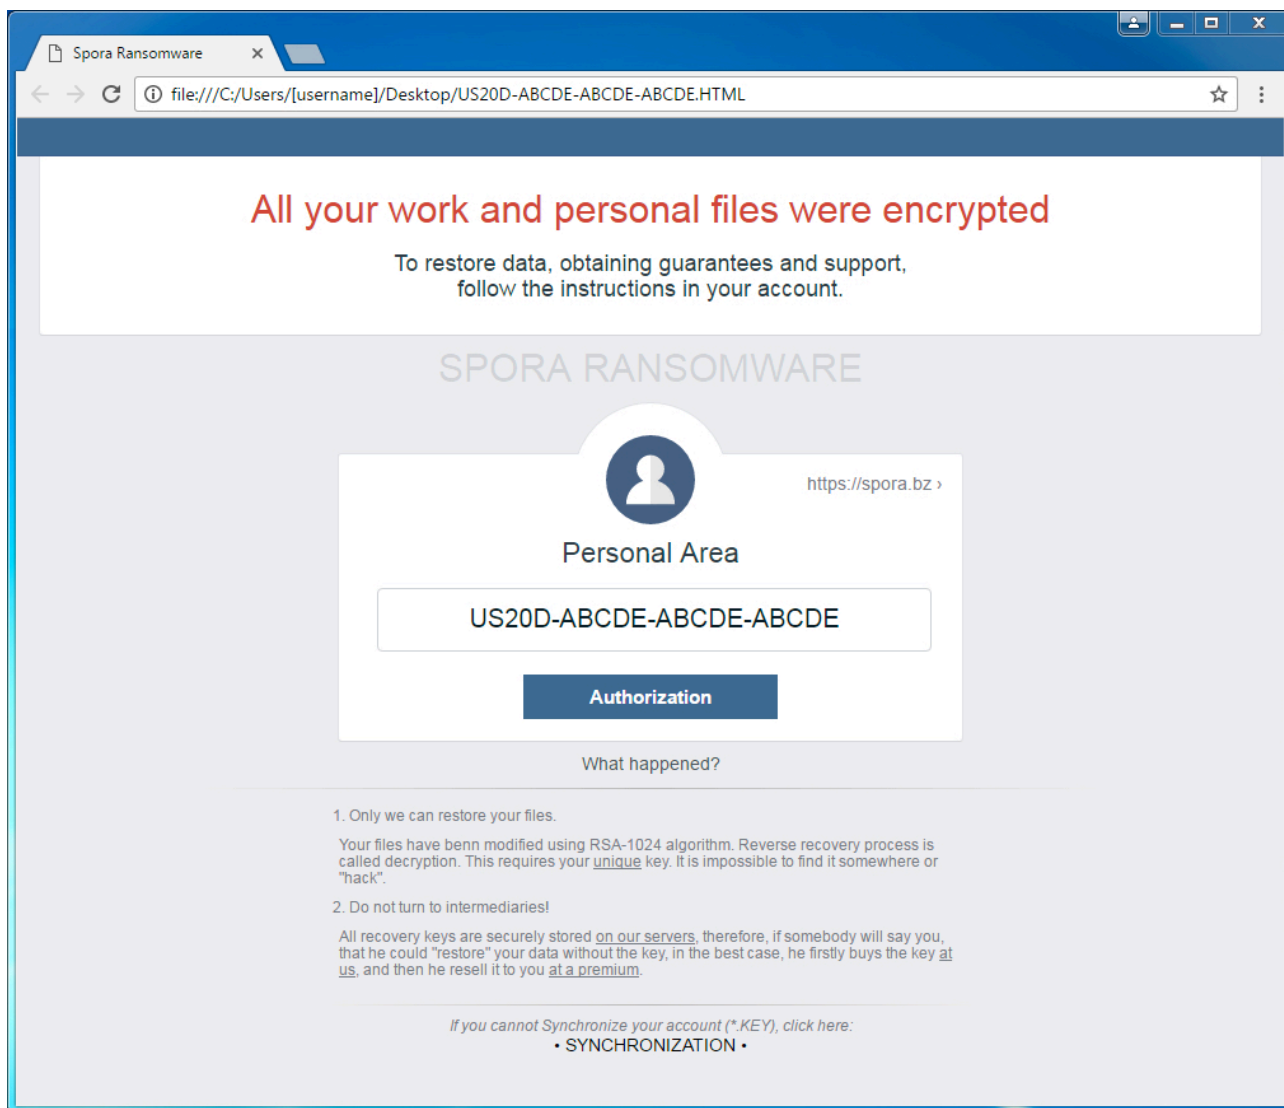 Spora Ransomware
file:///C:/Users/[username]/Desktop/US20D-ABCDE-ABCDE-ABCDE.HTML
All your work and personal files were encrypted
To restore data, obtaining guarantees and support,
follow the instructions in your account.
SPORA RANSOMWARE
https://spora.bz ›
Personal Area
US20D-ABCDE-ABCDE-ABCDE
Authorization
What happened?
1. Only we can restore your files.
Your files have benn modified using RSA-1024 algorithm. Reverse recovery process is
called decryption. This requires your unique key. It is impossible to find it somewhere or
"hack".
2. Do not turn to intermediaries!
All recovery keys are securely stored on our servers, therefore, if somebody will say you,
that he could "restore" your data without the key, in the best case, he firstly buys the key at
us, and then he resell it to you at a premium.
If you cannot Synchronize your account (*.KEY), click here:
• SYNCHRONIZATION •